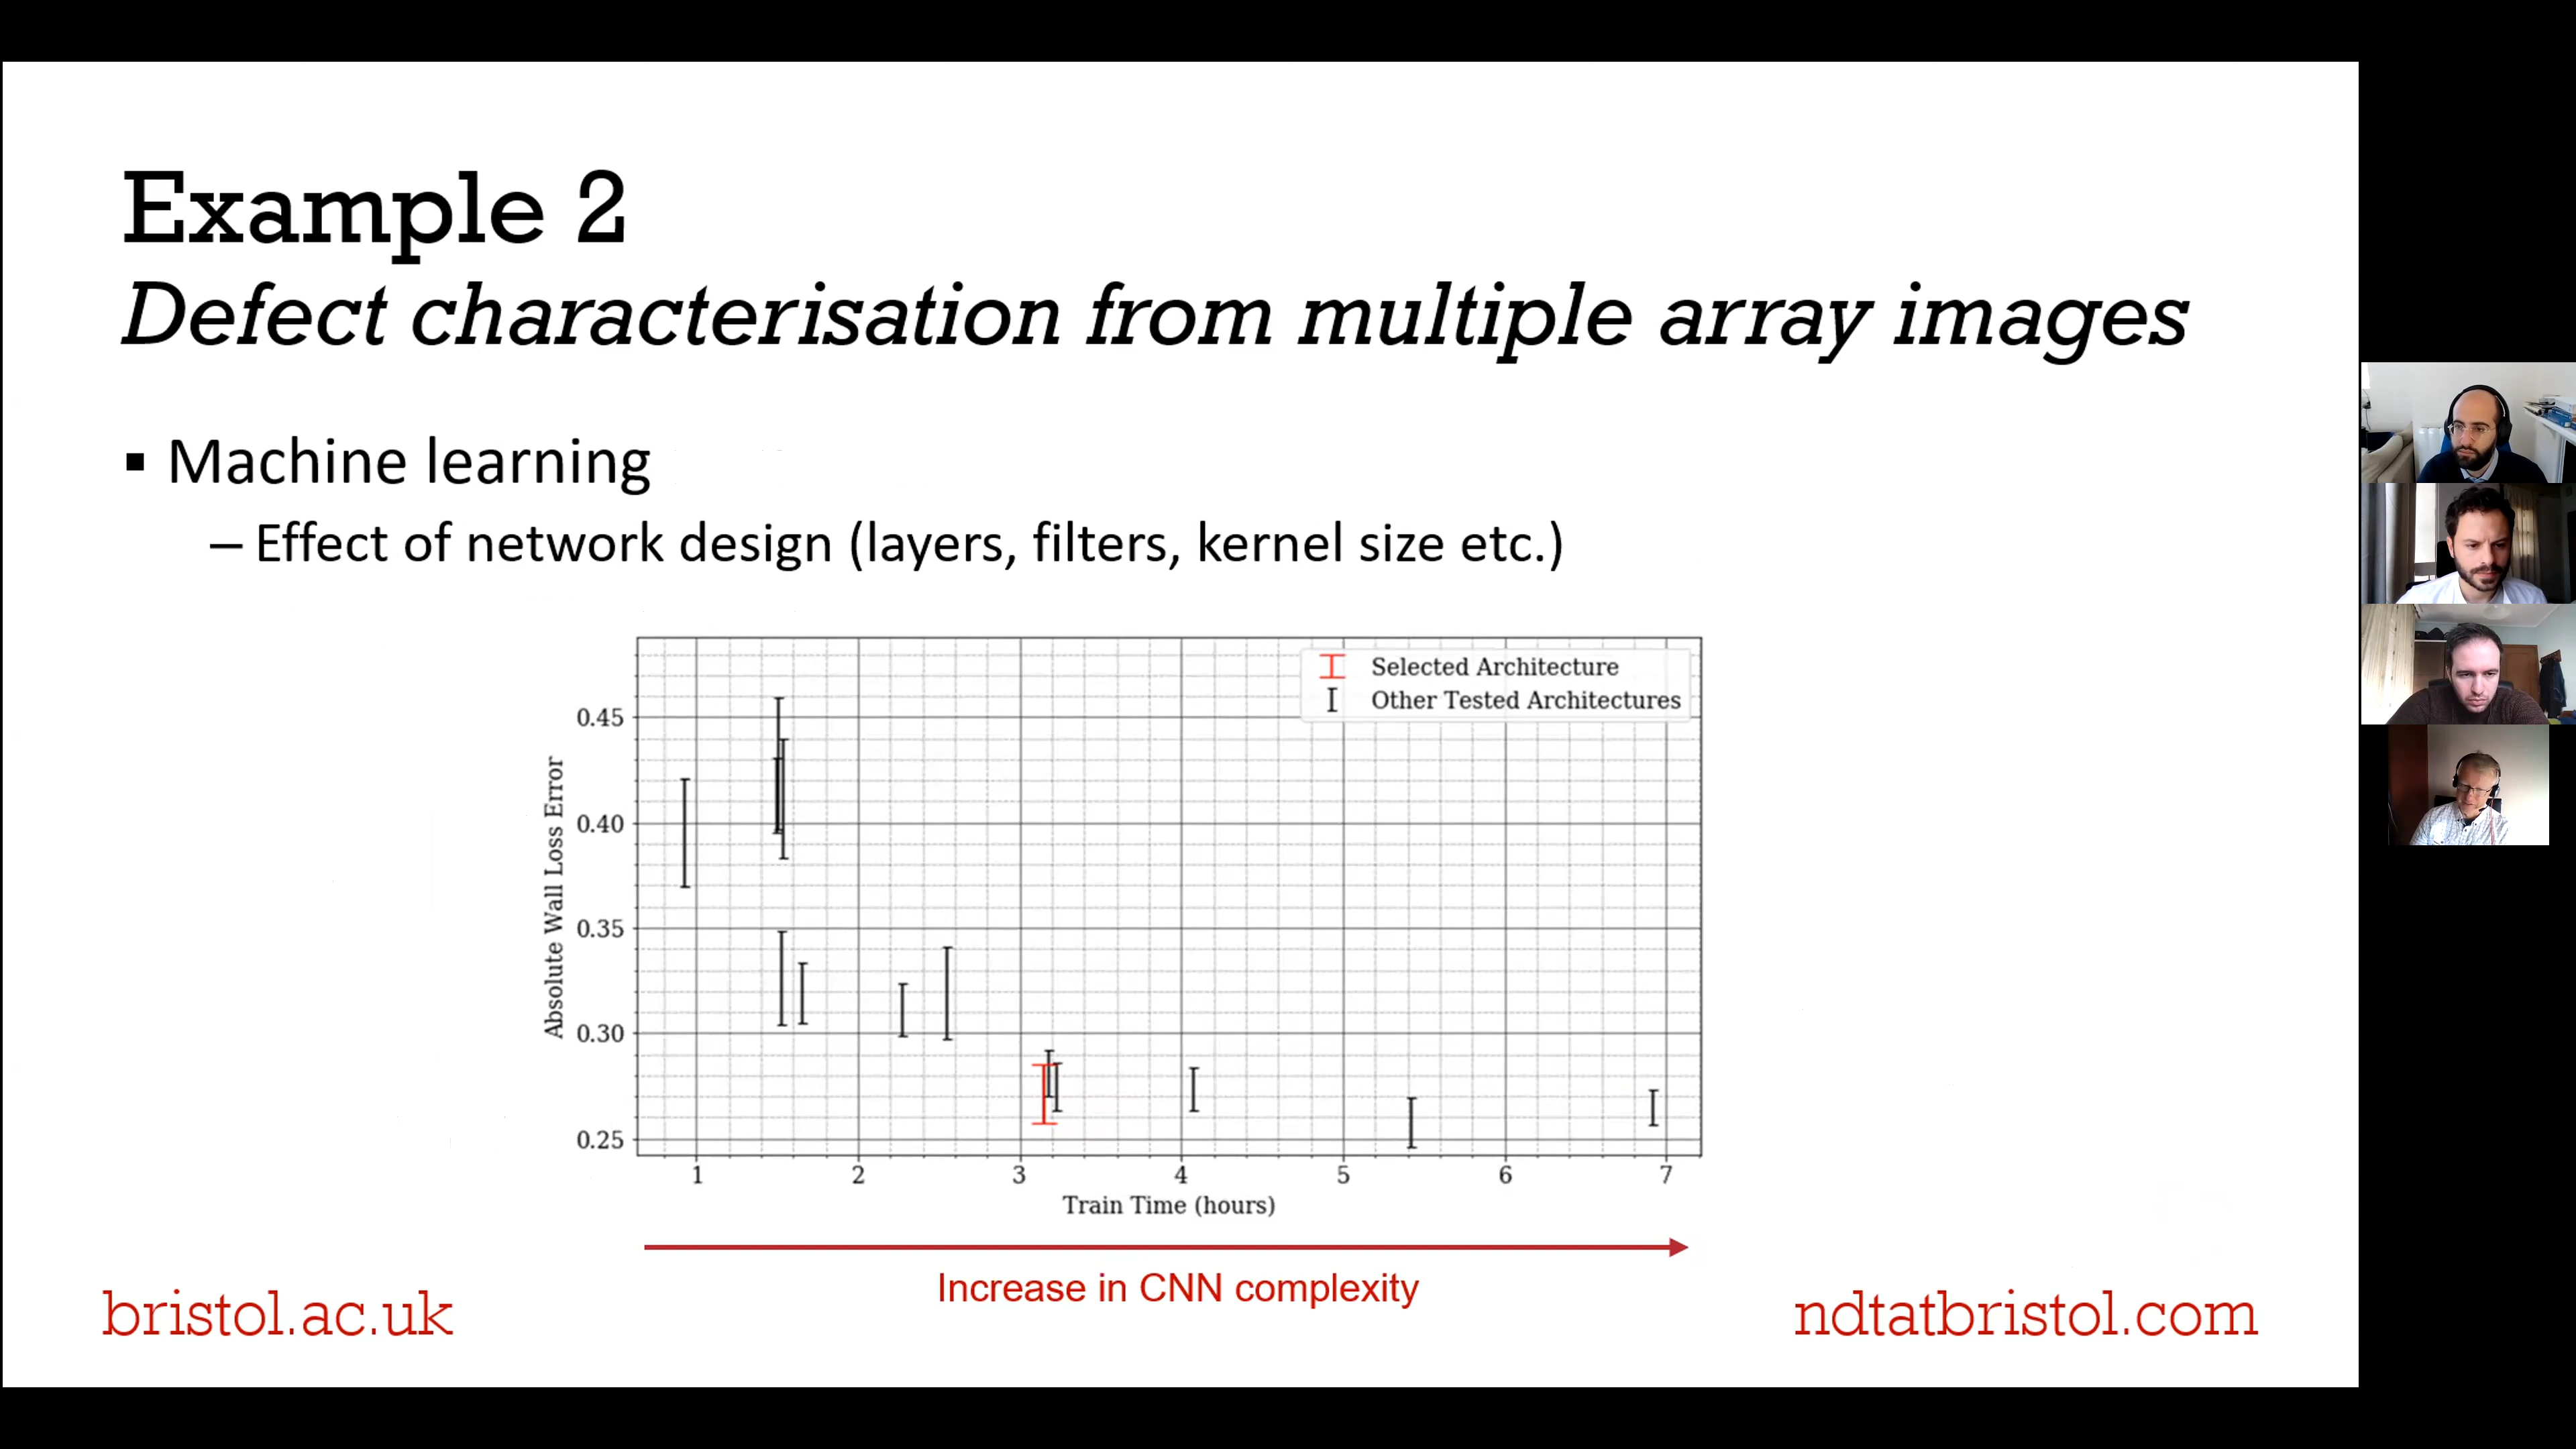 Example 2
Defect characterisation from multiple array images
▪ Machine learning
– Effect of network design (layers, filters, kernel size etc.)
Selected Architecture
Other Tested Architectures
Absolute Wall Loss Error
0.45
0.40
0.35
0.30
0.25
1 2 3 4 5 6 7
Train Time (hours)
Increase in CNN complexity
bristol.ac.uk
ndtatbristol.com